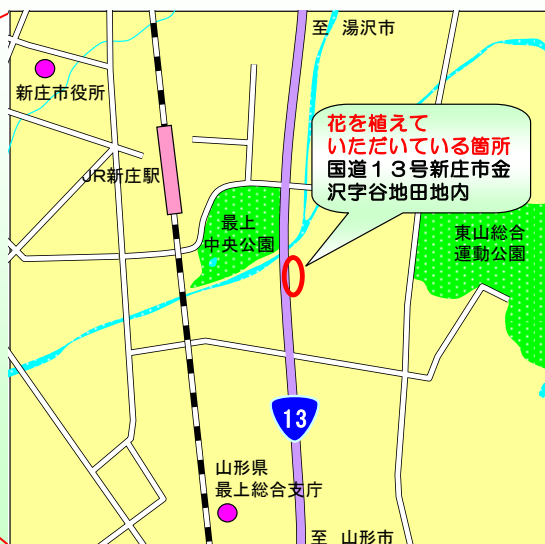 至 湯沢市
新庄市役所
花を植えて
いただいている箇所
国道１３号新庄市金
沢字谷地田地内
JR新庄駅
最上
中央公園
東山総合
運動公園
13
山形県
最上総合支庁
至 山形市